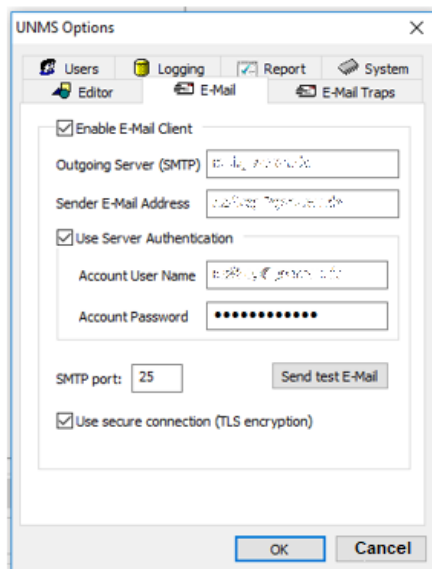 UNMS Options
Users Logging Report System
Editor E-Mail E-Mail Traps
Enable E-Mail Client
Outgoing Server (SMTP)
Sender E-Mail Address
Use Server Authentication
Account User Name
Account Password ●●●●●●●●●●●●
SMTP port: 25 Send test E-Mail
Use secure connection (TLS encryption)
OK Cancel